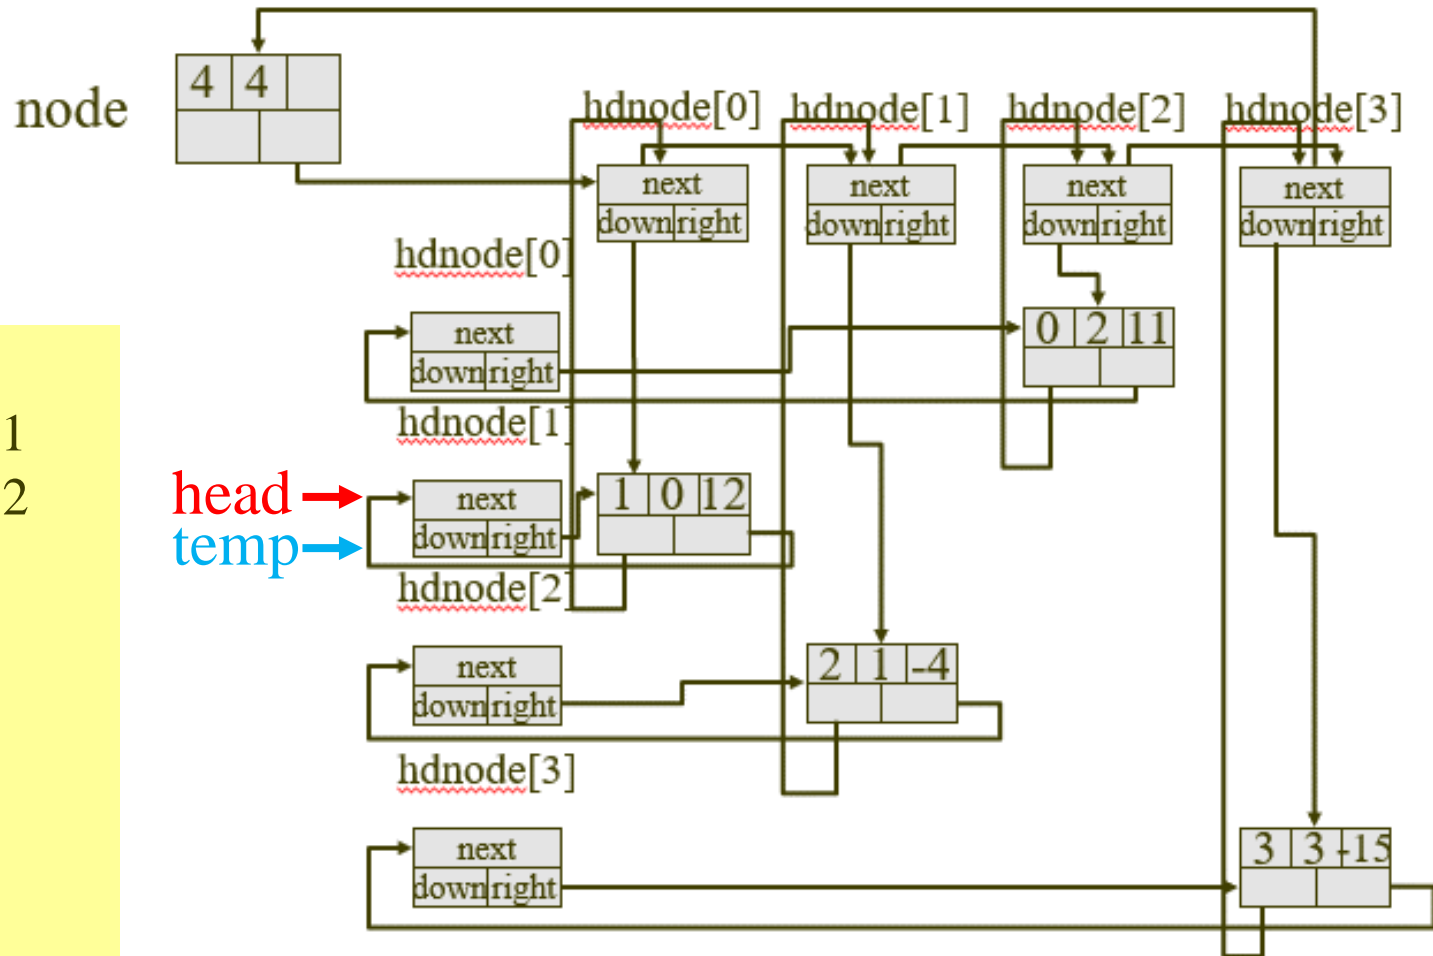 4 4
node
hdnode[0] hdnode[1] hdnode[2] hdnode[3]
next next next next
down right down right down right down right
hdnode[0]
next
down right
0 2 11
hdnode[1]
1
2
head
temp
next
down right
1 0 12
hdnode[2]
next
down right
2 1 -4
hdnode[3]
next
down right
3 3 -15